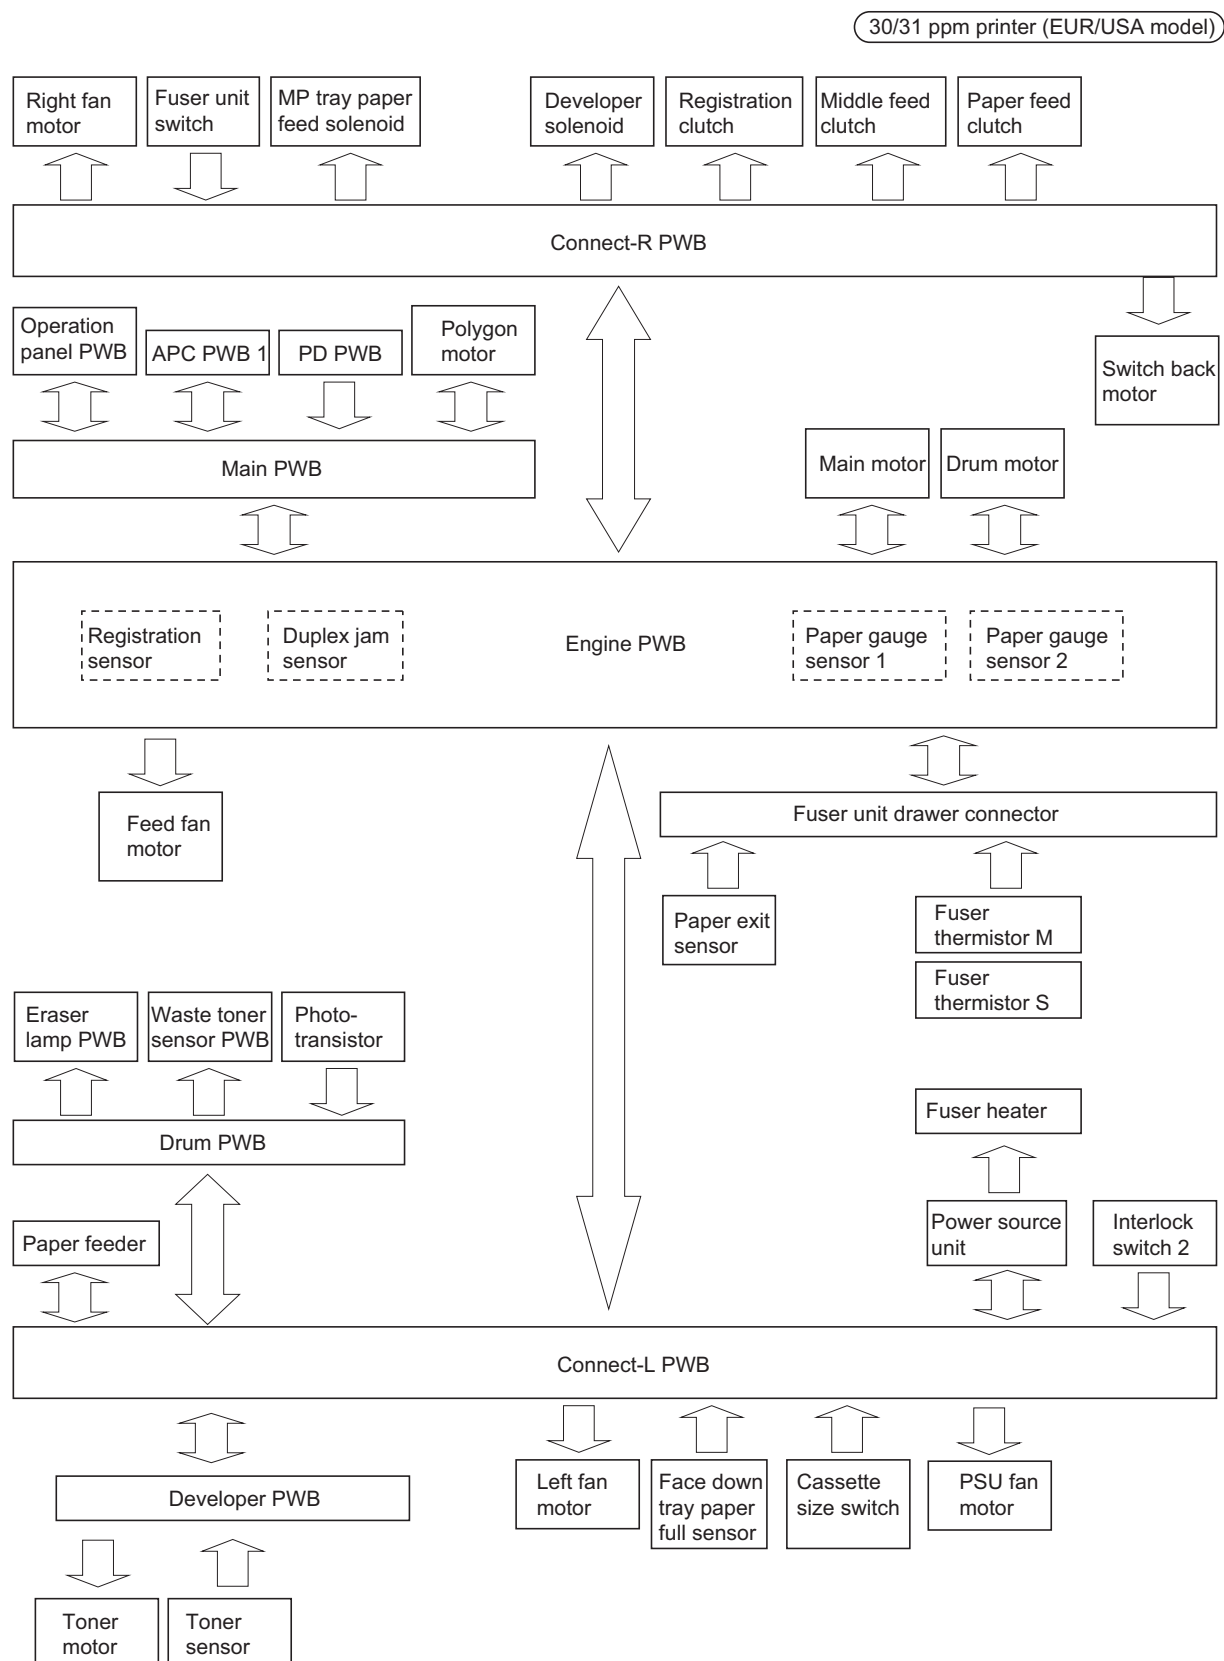 30/31 ppm printer (EUR/USA model)
Right fan
motor
Fuser unit
switch
MP tray paper
feed solenoid
Developer
solenoid
Registration
clutch
Middle feed
clutch
Paper feed
clutch
Connect-R PWB
Operation
panel PWB
APC PWB 1
PD PWB
Polygon
motor
Switch back
motor
Main PWB
Main motor
Drum motor
Registration
sensor
Duplex jam
sensor
Engine PWB
Paper gauge
sensor 1
Paper gauge
sensor 2
Feed fan
motor
Fuser unit drawer connector
Paper exit
sensor
Fuser
thermistor M
Fuser
thermistor S
Eraser
lamp PWB
Waste toner
sensor PWB
Photo-
transistor
Fuser heater
Drum PWB
Paper feeder
Power source
unit
Interlock
switch 2
Connect-L PWB
Developer PWB
Left fan
motor
Face down
tray paper
full sensor
Cassette
size switch
PSU fan
motor
Toner
motor
Toner
sensor